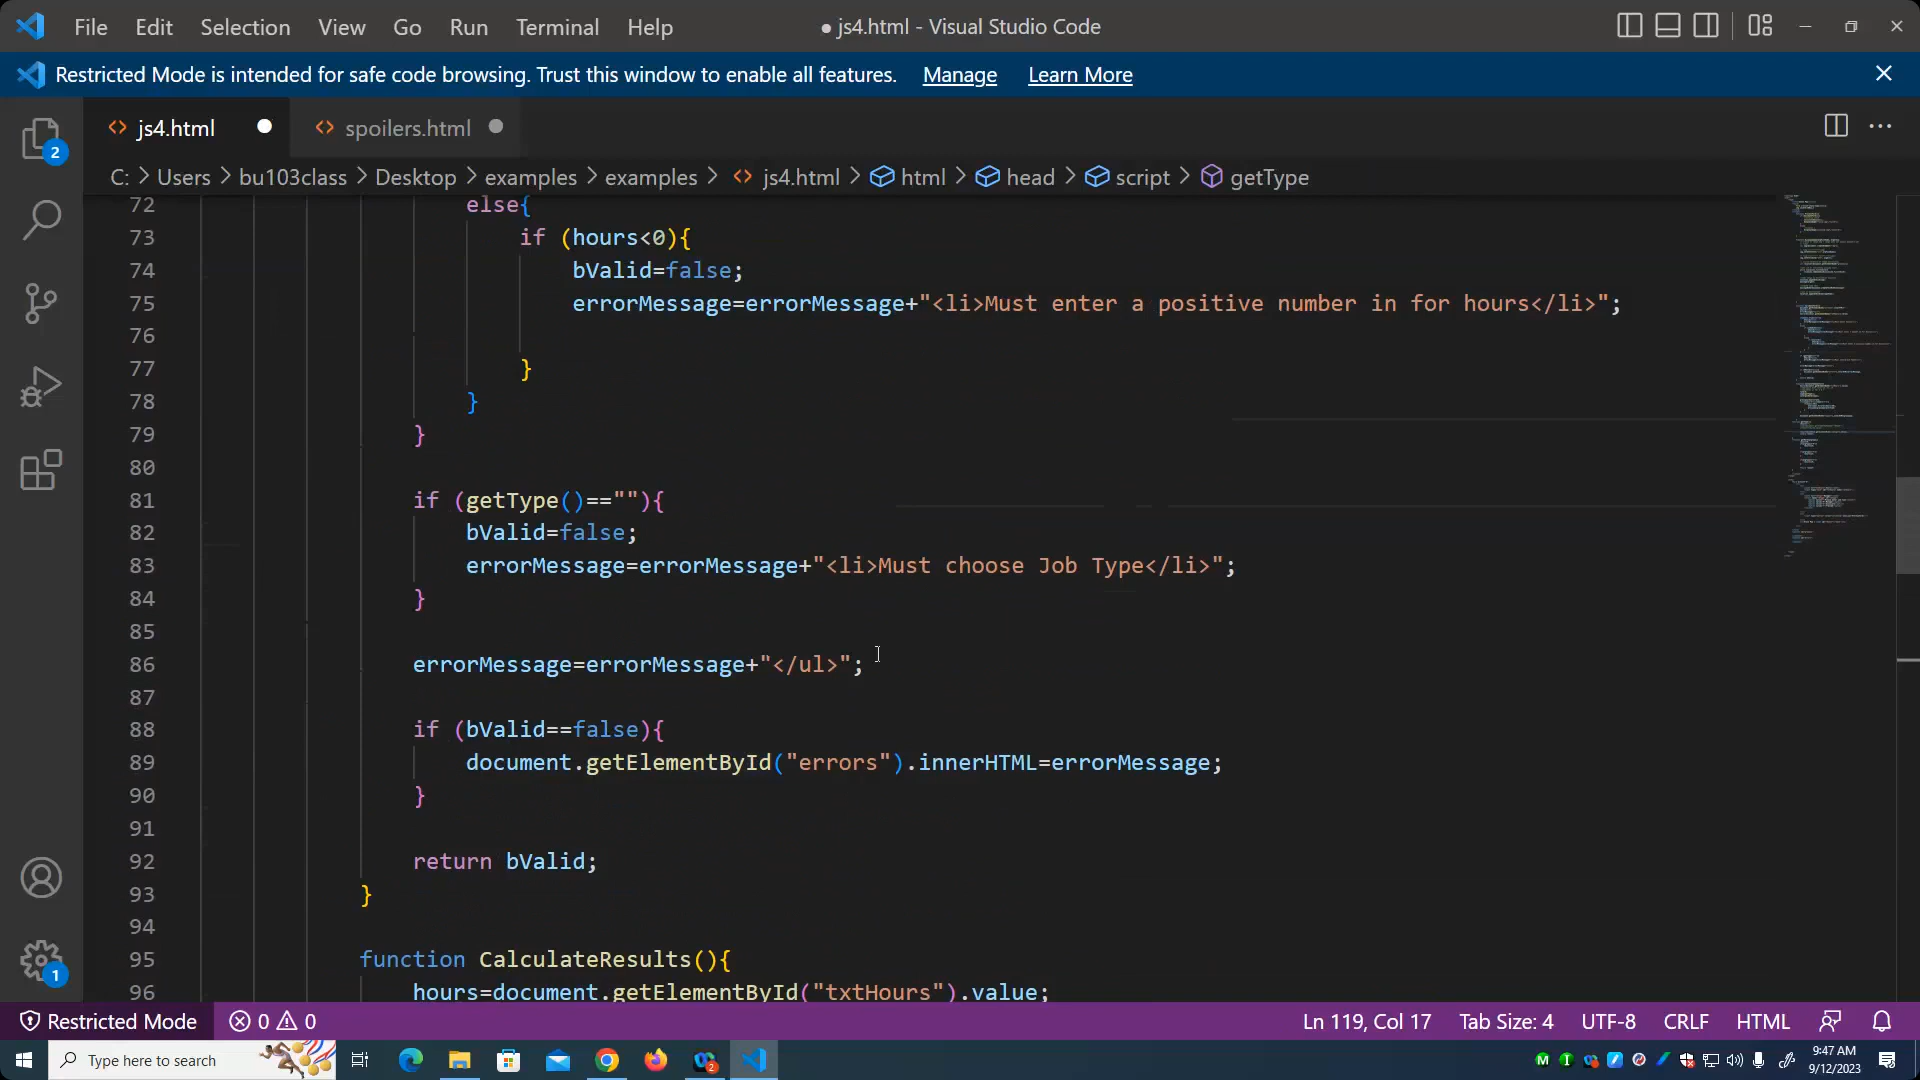 File Edit Selection View Go Run Terminal Help ● js4.html - Visual Studio Code
Restricted Mode is intended for safe code browsing. Trust this window to enable all features. Manage Learn More
js4.html spoilers.html
C: > Users > bu103class > Desktop > examples > examples > js4.html > html > head > script > getType
72 else{
73 if (hours<0){
74 bValid=false;
75 errorMessage=errorMessage+"<li>Must enter a positive number in for hours</li>";
76
77 }
78 }
79 }
80
81 if (getType()==""){
82 bValid=false;
83 errorMessage=errorMessage+"<li>Must choose Job Type</li>";
84 }
85
86 errorMessage=errorMessage+"</ul>";
87
88 if (bValid==false){
89 document.getElementById("errors").innerHTML=errorMessage;
90 }
91
92 return bValid;
93 }
94
95 function CalculateResults(){
96 hours=document.getElementById("txtHours").value;
2
1
Restricted Mode 0 0 Ln 119, Col 17 Tab Size: 4 UTF-8 CRLF HTML
Type here to search 2 9:47 AM
9/12/2023